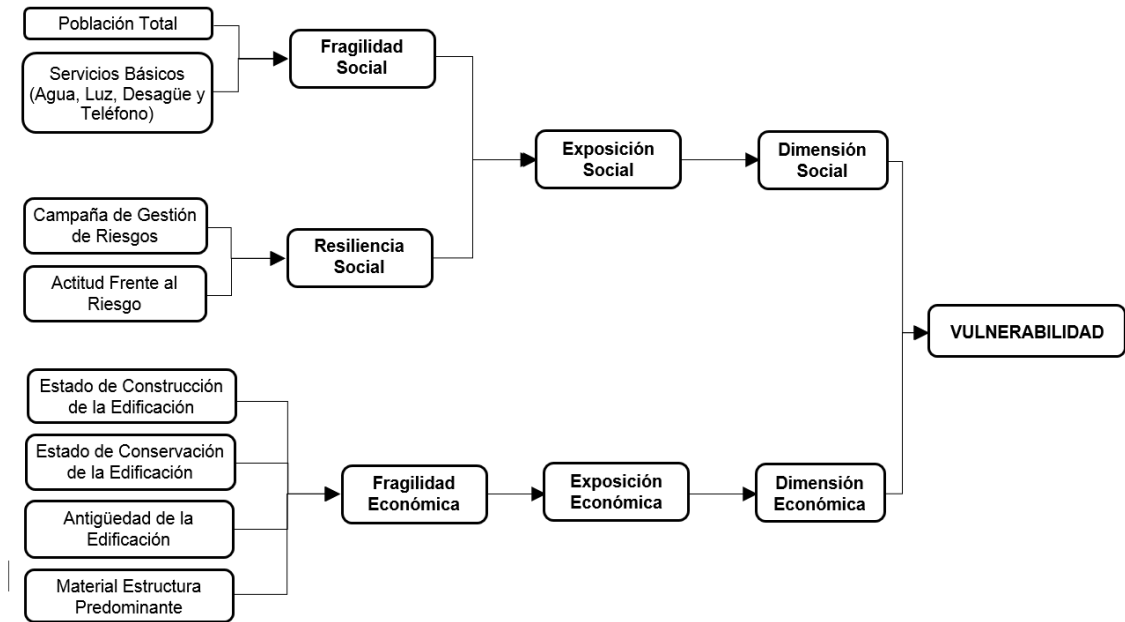 Población Total
Servicios Básicos
(Agua, Luz, Desagüe y
Teléfono)
Fragilidad
Social
Campaña de Gestión
de Riesgos
Actitud Frente al
Riesgo
Resiliencia
Social
Exposición
Social
Dimensión
Social
Estado de Construcción
de la Edificación
Estado de Conservación
de la Edificación
Antigüedad de la
Edificación
Material Estructura
Predominante
Fragilidad
Económica
Exposición
Económica
Dimensión
Económica
VULNERABILIDAD